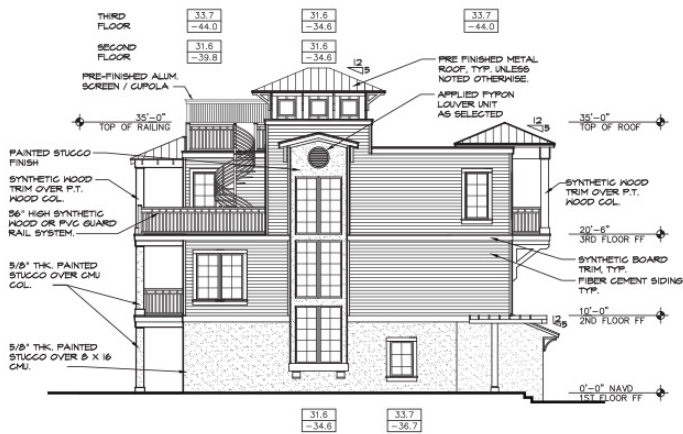 THIRD FLOOR
33.7
-44.0
31.6
-34.6
33.7
-44.0
SECOND FLOOR
31.6
-39.8
31.6
-34.6
12
5
PRE-FINISHED ALUM.
SCREEN / CUPOLA
PRE FINISHED METAL
ROOF, TYP. UNLESS
NOTED OTHERWISE.
APPLIED FYPON
LOUVER UNIT
AS SELECTED
12
5
35'-0"
TOP OF RAILING
35'-0"
TOP OF ROOF
PAINTED STUCCO
FINISH
SYNTHETIC WOOD
TRIM OVER P.T.
WOOD COL.
36" HIGH SYNTHETIC
WOOD OR PVC GUARD
RAIL SYSTEM.
SYNTHETIC WOOD
TRIM OVER P.T.
WOOD COL.
20'-6"
3RD FLOOR FF
5/8" THK. PAINTED
STUCCO OVER CMU
COL.
SYNTHETIC BOARD
TRIM, TYP.
FIBER CEMENT SIDING
TYP.
10'-0"
2ND FLOOR FF
12
5/8" THK. PAINTED
STUCCO OVER 8 X 16
CMU.
0'-0" NAVD
1ST FLOOR FF
31.6
-34.6
33.7
-36.7